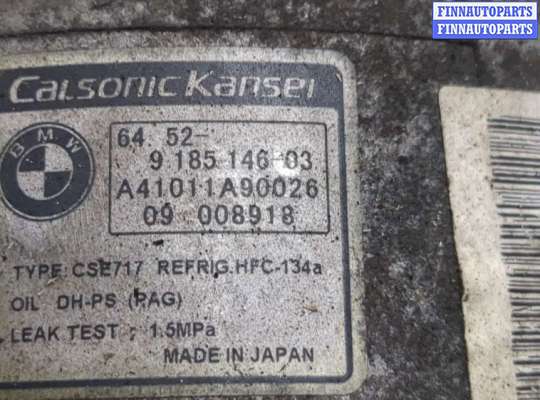 FINNAUTOPARTS
FINNAUTOPARTS
Calsonic Kansei
BMW
64 52-
9 185 146-03
A41011A90026
09 008918
TYPE: CSE717 REFRIG.HFC-134a
OIL DH-PS (PAG)
LEAK TEST : 1.5MPa
MADE IN JAPAN